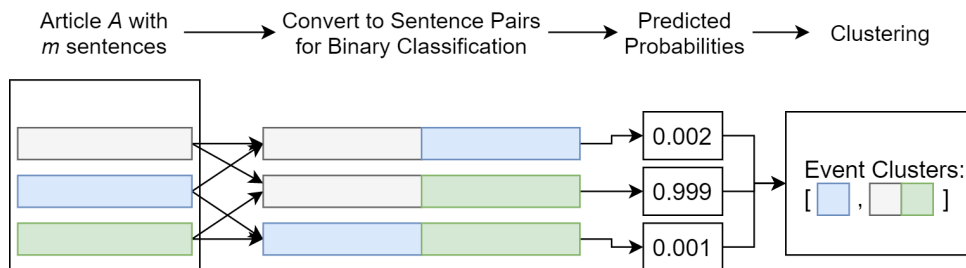 Article A with
m sentences
Convert to Sentence Pairs
for Binary Classification
Predicted
Probabilities
Clustering
0.002
0.999
0.001
Event Clusters:
[ , ]